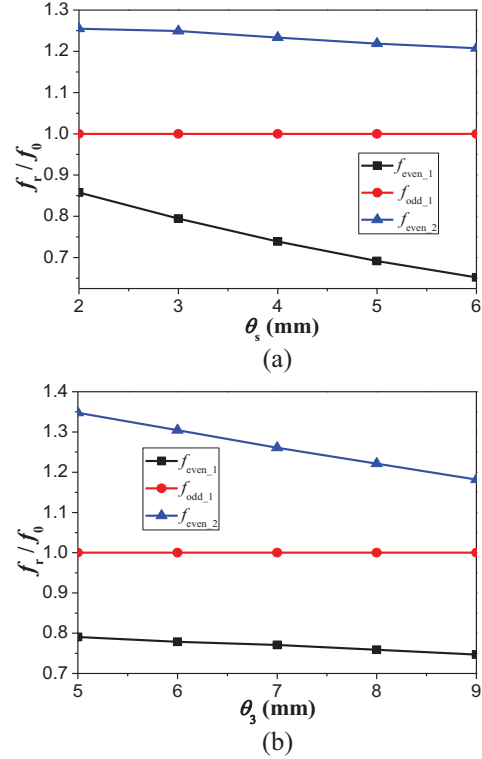 1.3
1.2
1.1
1.0
0.9
0.8
0.7
f_r / f_0
f_even_1
f_odd_1
f_even_2
2 3 4 5 6
θ_s (mm)
(a)
1.4
1.3
1.2
1.1
1.0
0.9
0.8
0.7
f_r / f_0
f_even_1
f_odd_1
f_even_2
5 6 7 8 9
θ_3 (mm)
(b)